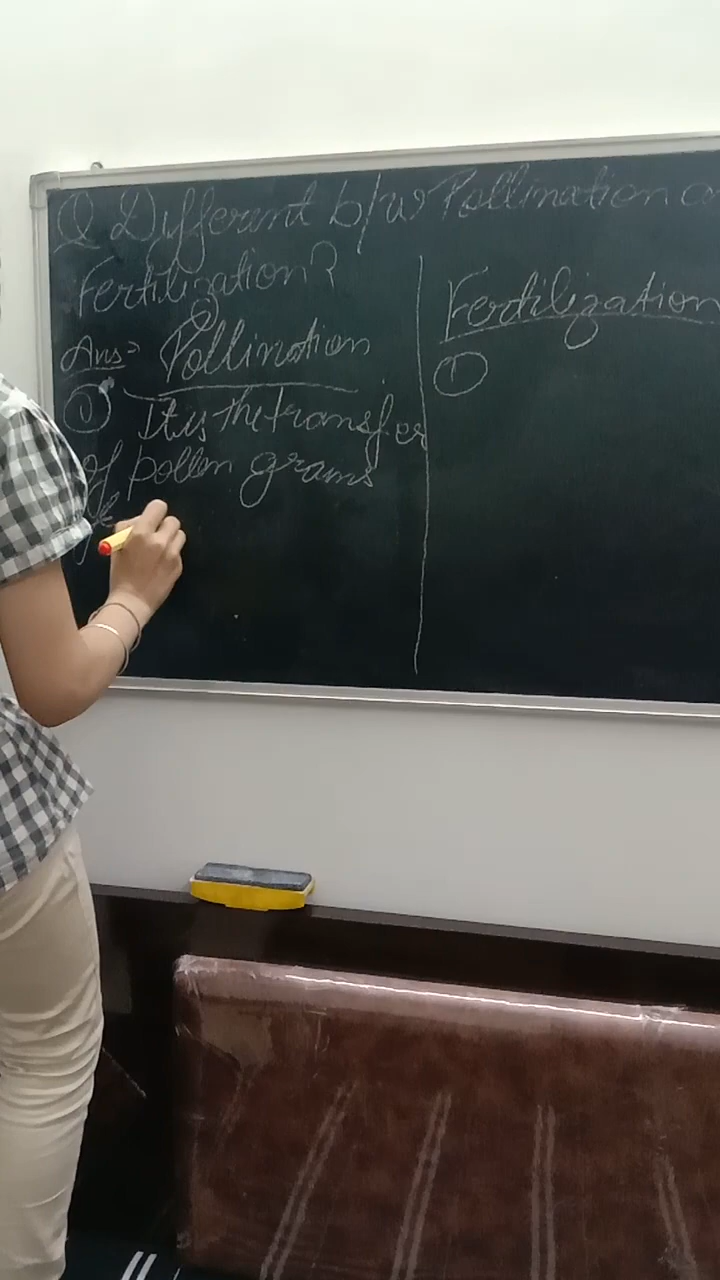 Q Different b/w Pollination
Fertilization?
Ans= Pollination
① It is the transfer
of pollen grains
Fertilization
①